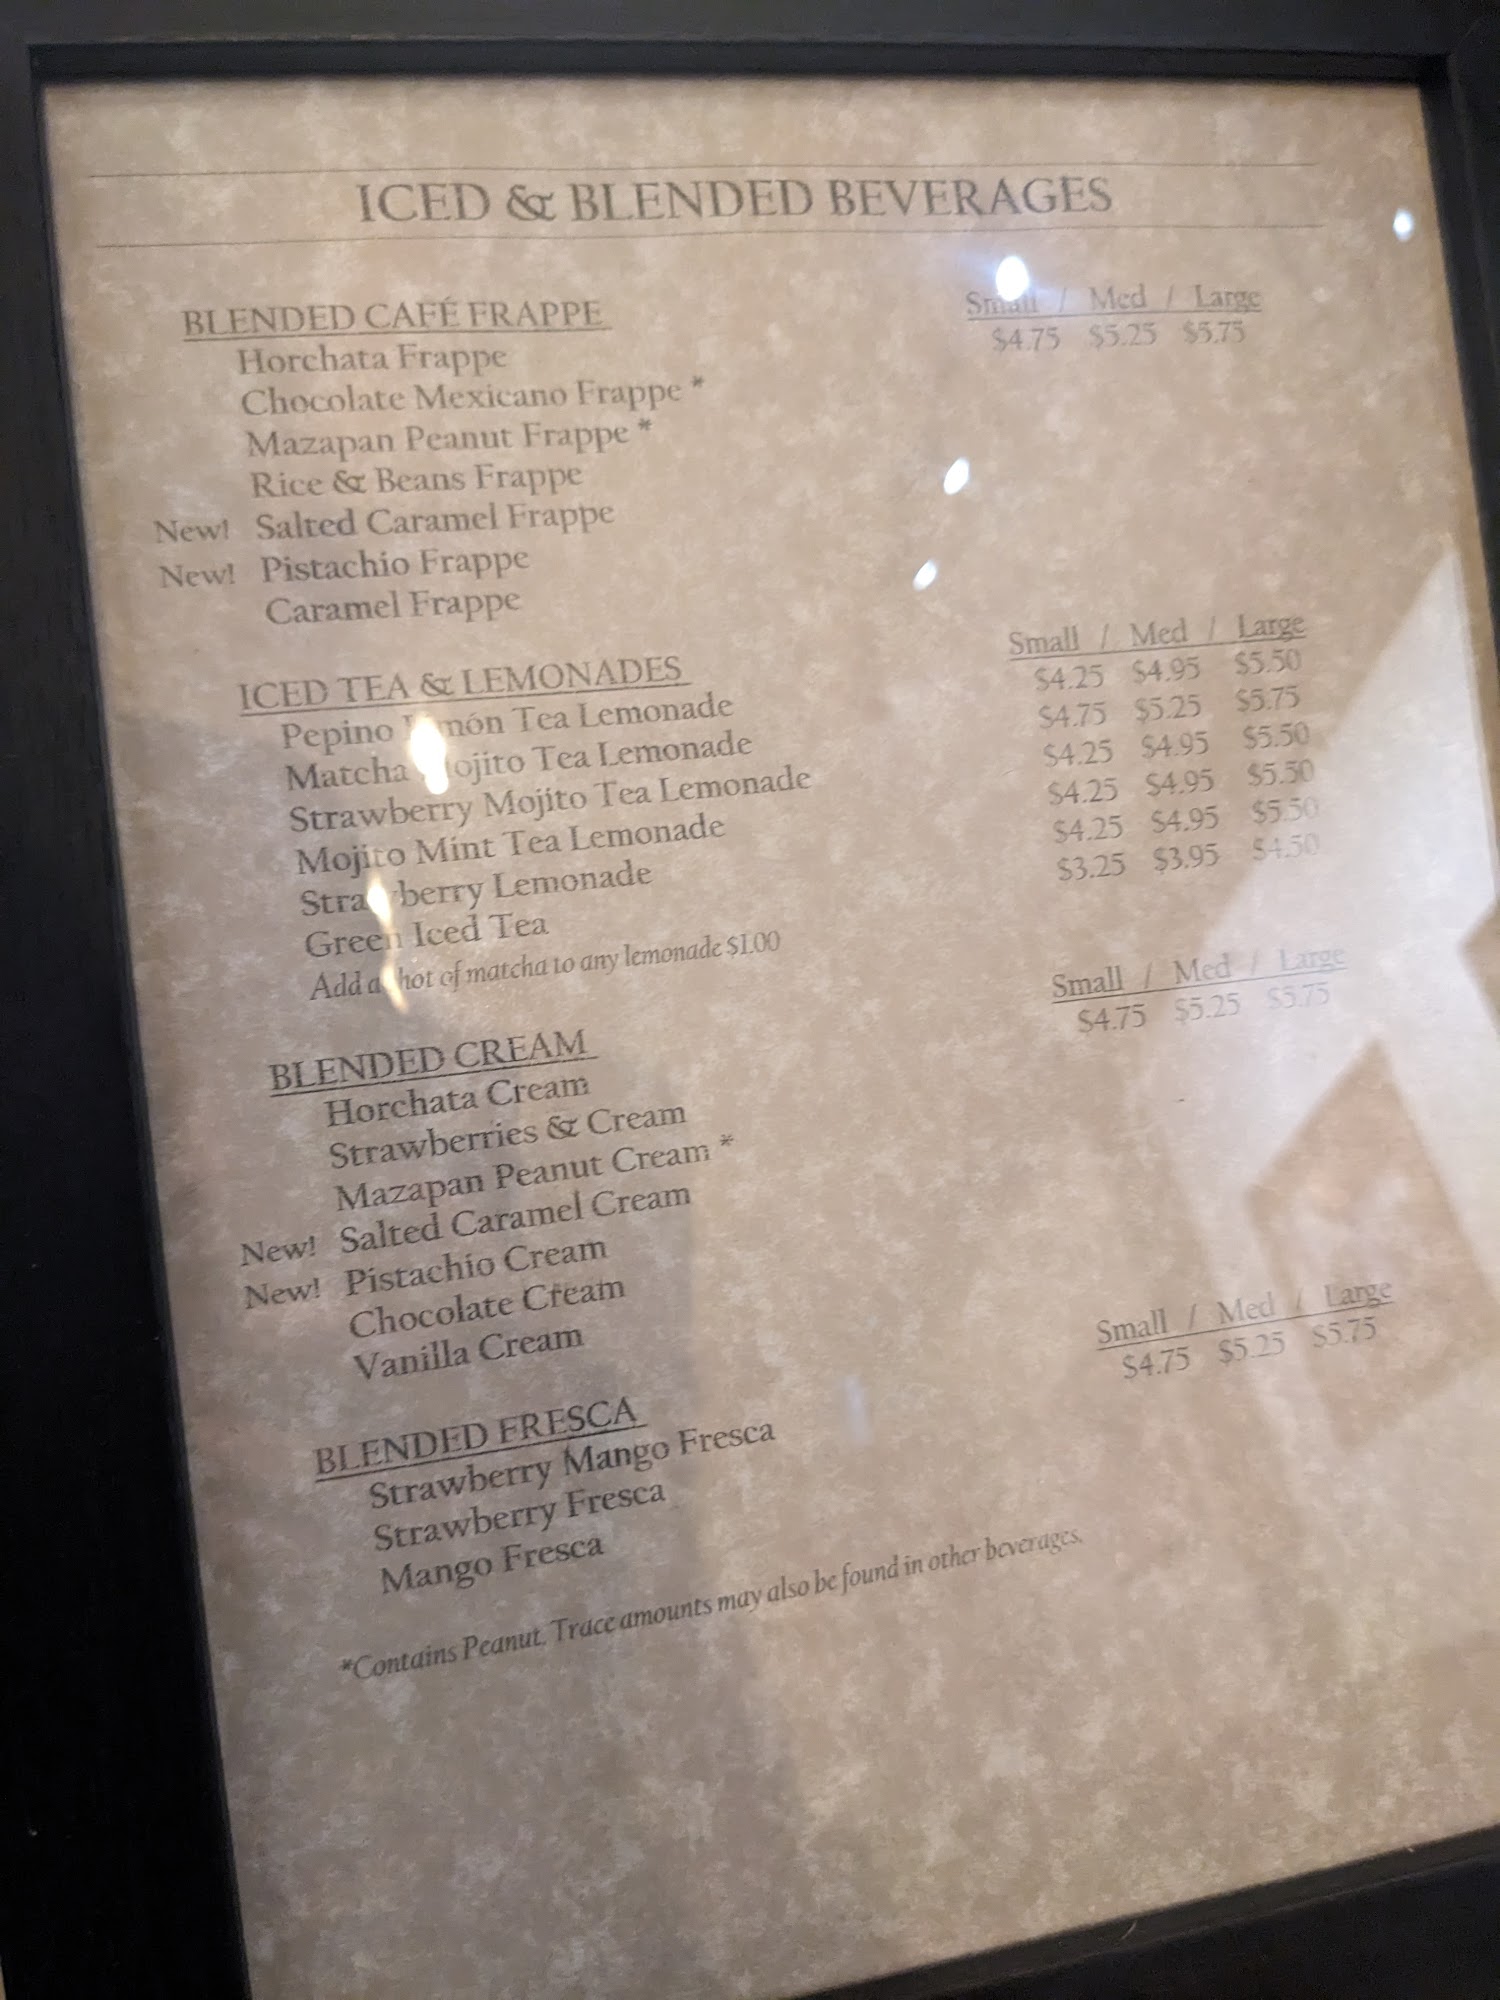 ICED & BLENDED BEVERAGES
BLENDED CAFÉ FRAPPE Small / Med / Large
Horchata Frappe $4.75 $5.25 $5.75
Chocolate Mexicano Frappe *
Mazapan Peanut Frappe *
Rice & Beans Frappe
New! Salted Caramel Frappe
New! Pistachio Frappe
Caramel Frappe
ICED TEA & LEMONADES Small / Med / Large
Pepino Limón Tea Lemonade $4.25 $4.95 $5.50
Matcha Mojito Tea Lemonade $4.75 $5.25 $5.75
Strawberry Mojito Tea Lemonade $4.25 $4.95 $5.50
Mojito Mint Tea Lemonade $4.25 $4.95 $5.50
Strawberry Lemonade $4.25 $4.95 $5.50
Green Iced Tea $3.25 $3.95 $4.50
Add a shot of matcha to any lemonade $1.00
BLENDED CREAM Small / Med / Large
Horchata Cream $4.75 $5.25 $5.75
Strawberries & Cream
Mazapan Peanut Cream *
New! Salted Caramel Cream
New! Pistachio Cream
Chocolate Cream
Vanilla Cream
BLENDED FRESCA Small / Med / Large
Strawberry Mango Fresca $4.75 $5.25 $5.75
Strawberry Fresca
Mango Fresca
*Contains Peanut. Trace amounts may also be found in other beverages.